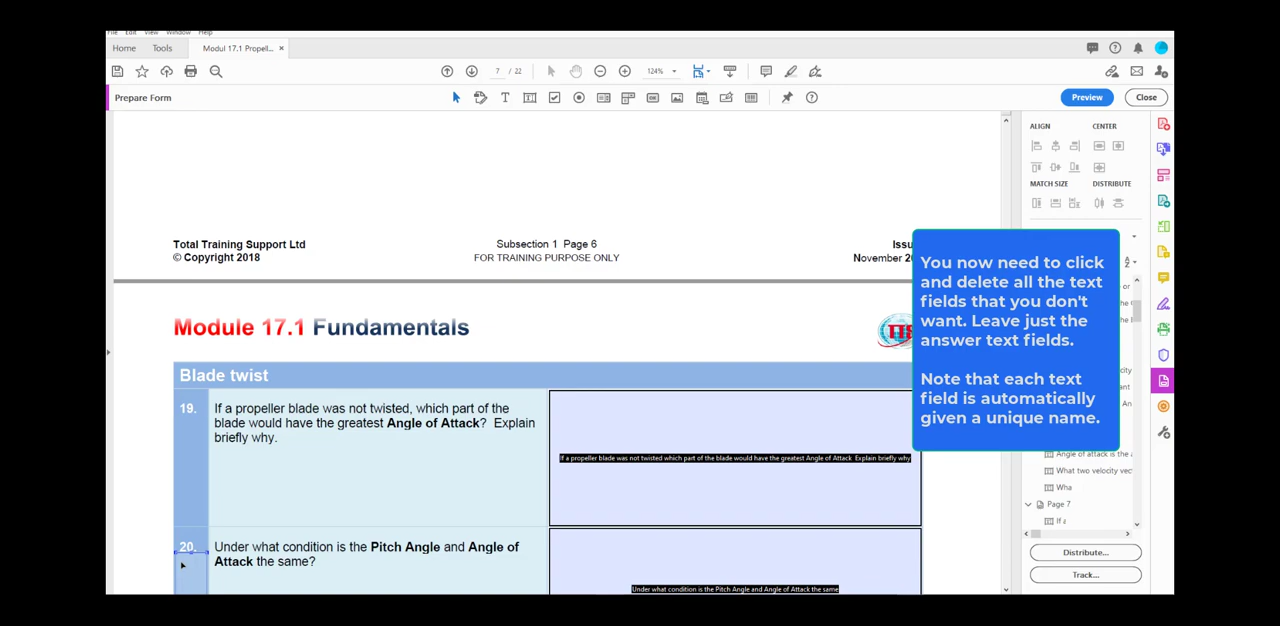 File Edit View Window Help
Home Tools Modul 17.1 Propell... ×
7 / 22 124%
Prepare Form Preview Close
ALIGN CENTER
MATCH SIZE DISTRIBUTE
Total Training Support Ltd Subsection 1 Page 6
© Copyright 2018 FOR TRAINING PURPOSE ONLY
You now need to click
and delete all the text
fields that you don't
want. Leave just the
answer text fields.
Note that each text
field is automatically
given a unique name.
Module 17.1 Fundamentals
Blade twist
19. If a propeller blade was not twisted, which part of the
blade would have the greatest Angle of Attack? Explain
briefly why.
If a propeller blade was not twisted which part of the blade would have the greatest Angle of Attack Explain briefly why
20. Under what condition is the Pitch Angle and Angle of
Attack the same?
Under what condition is the Pitch Angle and Angle of Attack the same
Angle of attack is the a
What two velocity vec
Wha
Page 7
If a
Distribute...
Track...